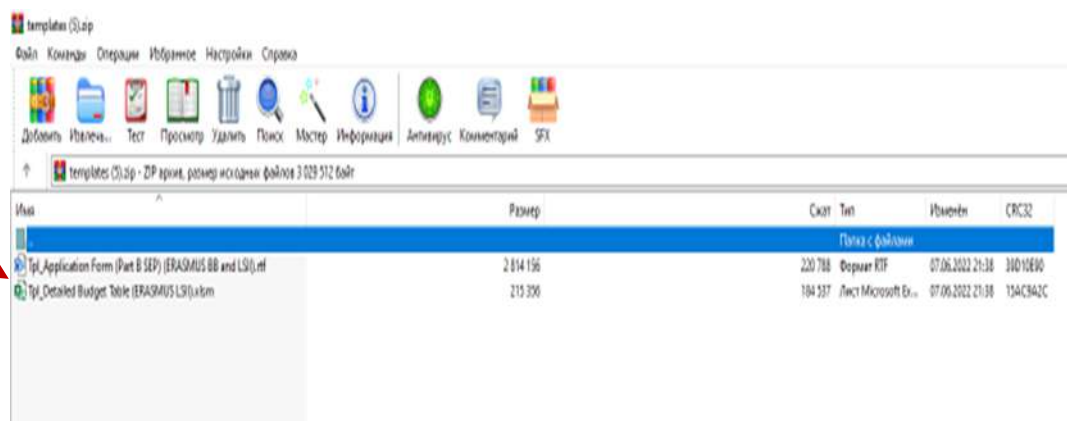 templates (5).zip
Файл Команды Операции Избранное Настройки Справка
Добавить Извлечь... Тест Просмотр Удалить Поиск Мастер Информация Антивирус Комментарий SFX
templates (5).zip - ZIP архив, размер исходных файлов 3 029 512 байт
Имя Размер Сжат Тип Изменён CRC32
.. Папка с файлами
Tpl_Application Form (Part B SEP) (ERASMUS BB and LSII).rtf 2 814 156 220 788 Формат RTF 07.06.2022 21:38 39D10E90
Tpl_Detailed Budget Table (ERASMUS LSII).xlsm 215 356 184 537 Лист Microsoft Ex... 07.06.2022 21:38 15AC9A2C